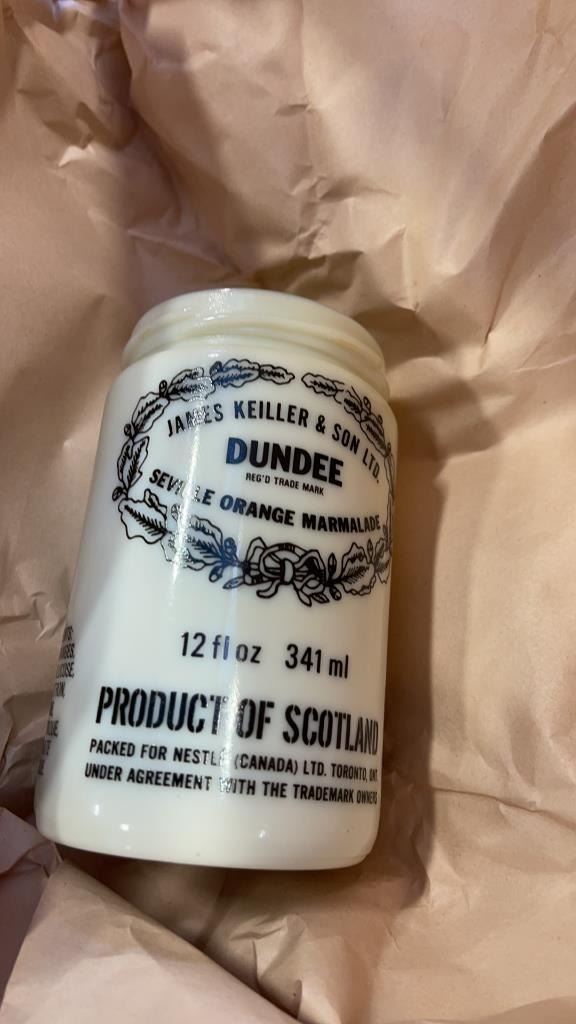 JAMES KEILLER & SON LTD.
DUNDEE
REG'D TRADE MARK
SEVILLE ORANGE MARMALADE
12 fl oz 341 ml
PRODUCT OF SCOTLAND
PACKED FOR NESTLÉ (CANADA) LTD. TORONTO, ONT.
UNDER AGREEMENT WITH THE TRADEMARK OWNERS